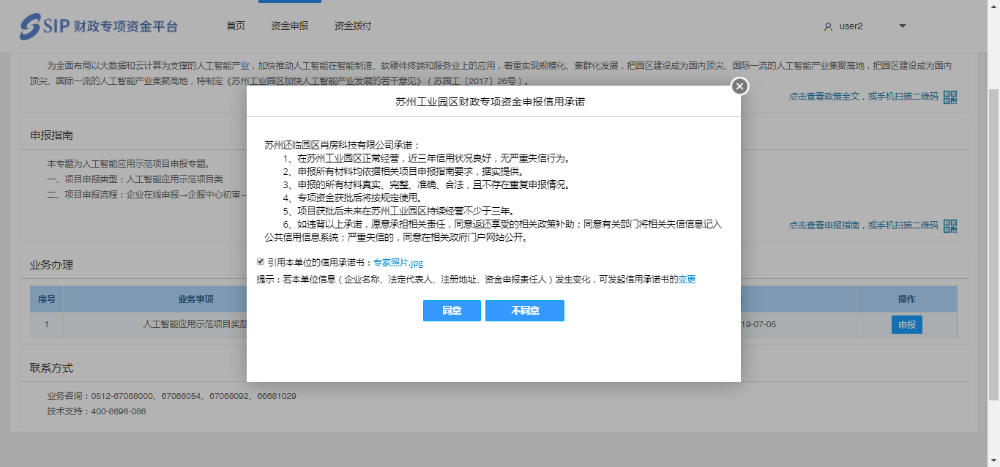 SIP 财政专项资金平台
首页
资金申报
资金拨付
user2
为全面布局以大数据和云计算为支撑的人工智能产业，加快推动人工智能在智能制造、软硬件终端和服务业上的应用，着重实现规模化、集群化发展，把园区建设成为国内顶尖、国际一流的人工智能产业集聚高地，把园区建设成为国内
顶尖、国际一流的人工智能产业集聚高地，特制定《苏州工业园区加快人工智能产业发展的若干意见》（苏园工〔2017〕26号）。
点击查看政策全文，或手机扫描二维码
苏州工业园区财政专项资金申报信用承诺
申报指南
本专题为人工智能应用示范项目申报专题。
一、项目申报类型：人工智能应用示范项目类
二、项目申报流程：企业在线申报→企服中心初审
点击查看申报指南，或手机扫描二维码
苏州还临园区肖房科技有限公司承诺：
1、在苏州工业园区正常经营，近三年信用状况良好，无严重失信行为。
2、申报所有材料均依据相关项目申报指南要求，据实提供。
3、申报的所有材料真实、完整、准确、合法，且不存在重复申报情况。
4、专项资金获批后将按规定使用。
5、项目获批后未来在苏州工业园区持续经营不少于三年。
6、如违背以上承诺，愿意承担相关责任，同意返还享受的相关政策补助；同意有关部门将相关失信信息记入
公共信用信息系统；严重失信的，同意在相关政府门户网站公开。
引用本单位的信用承诺书：专家照片.jpg
提示：若本单位信息（企业名称、法定代表人、注册地址、资金申报责任人）发生变化，可发起信用承诺书的变更
同意
不同意
业务办理
序号
业务事项
操作
1
人工智能应用示范项目奖励
19-07-05
申报
联系方式
业务咨询：0512-67068000、67068054、67068092、66681029
技术支持：400-8696-086